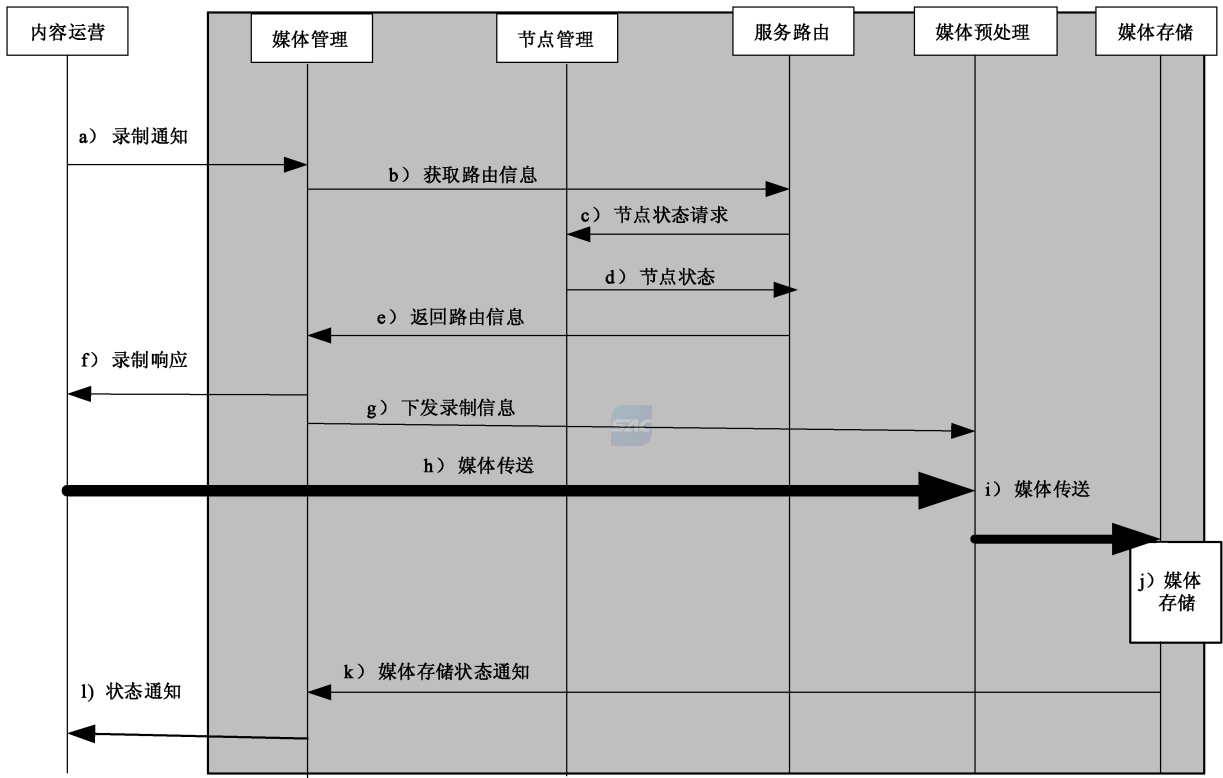 内容运营
媒体管理
节点管理
服务路由
媒体预处理
媒体存储
a） 录制通知
b）获取路由信息
c） 节点状态请求
d） 节点状态
e）返回路由信息
f） 录制响应
g） 下发录制信息
h）媒体传送
i） 媒体传送
j）媒体
存储
k） 媒体存储状态通知
l) 状态通知
SAC